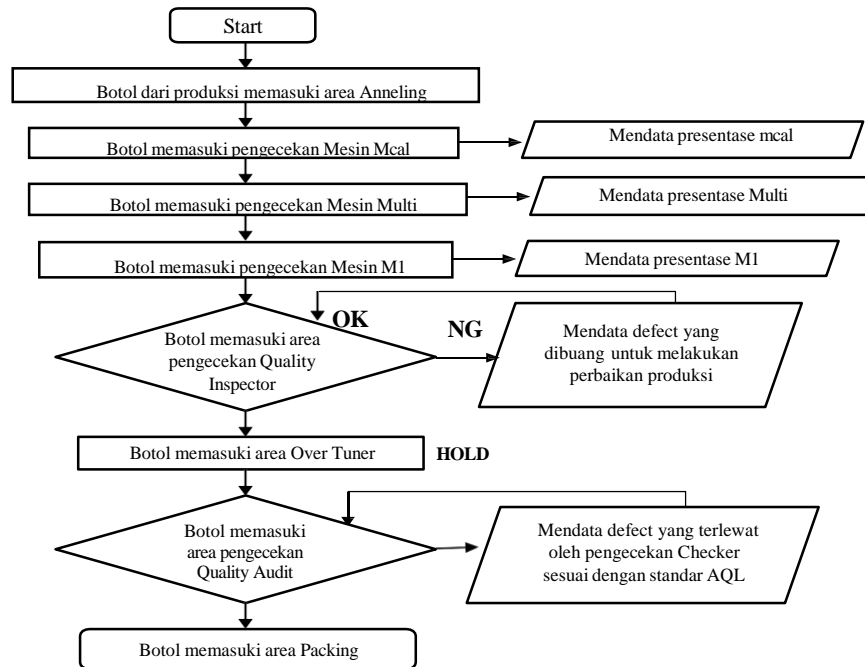 Start
Botol dari produksi memasuki area Anneling
Botol memasuki pengecekan Mesin Mcal
Mendata presentase mcal
Botol memasuki pengecekan Mesin Multi
Mendata presentase Multi
Botol memasuki pengecekan Mesin M1
Mendata presentase M1
OK
NG
Botol memasuki area
pengecekan Quality
Inspector
Mendata defect yang
dibuang untuk melakukan
perbaikan produksi
Botol memasuki area Over Tuner
HOLD
Botol memasuki
area pengecekan
Quality Audit
Mendata defect yang terlewat
oleh pengecekan Checker
sesuai dengan standar AQL
Botol memasuki area Packing